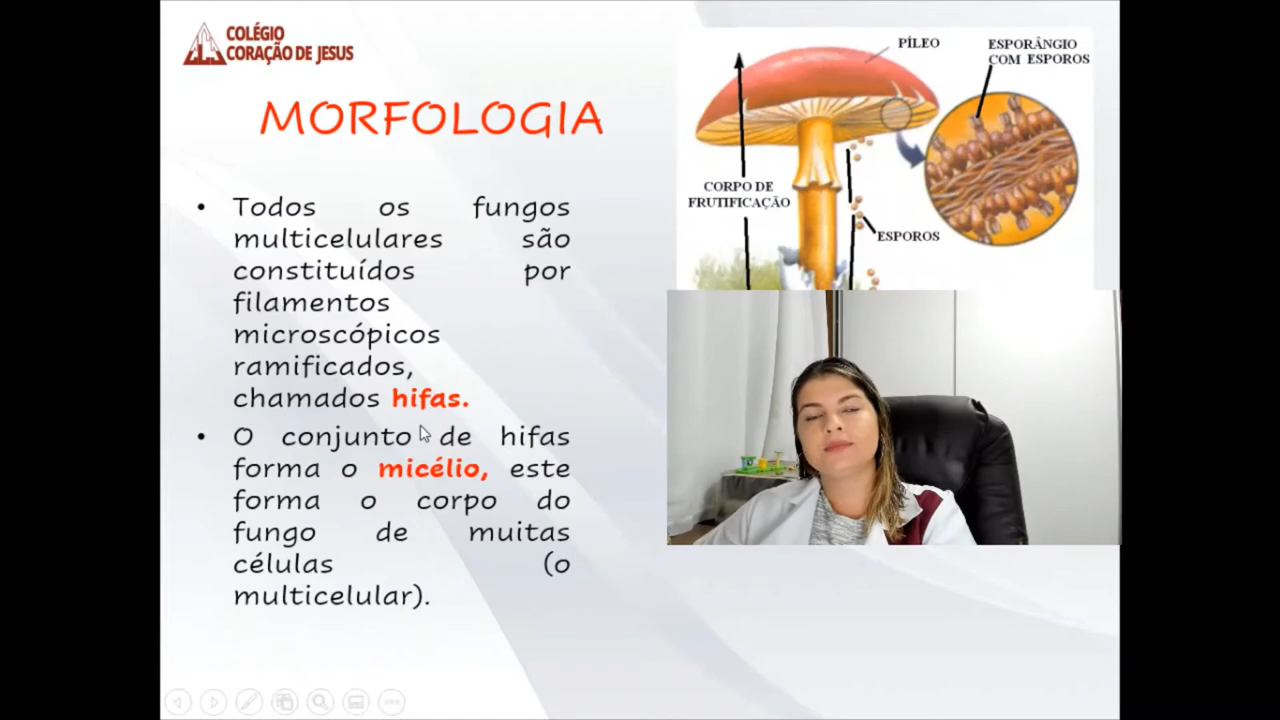 COLÉGIO
CORAÇÃO DE JESUS
MORFOLOGIA
• Todos os fungos
multicelulares são
constituídos por
filamentos
microscópicos
ramificados,
chamados hifas.
• O conjunto de hifas
forma o micélio, este
forma o corpo do
fungo de muitas
células (o
multicelular).
PÍLEO
ESPORÂNGIO
COM ESPOROS
CORPO DE
FRUTIFICAÇÃO
ESPOROS